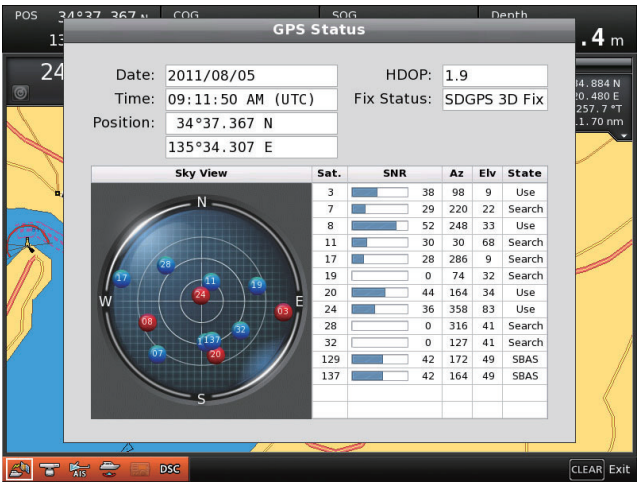 POS 34°37.367 N COG SOG Depth
GPS Status
13
.4 m
24
Date: 2011/08/05 HDOP: 1.9
Time: 09:11:50 AM (UTC) Fix Status: SDGPS 3D Fix
Position: 34°37.367 N
135°34.307 E
34.884 N
20.480 E
257.7 °T
1.70 nm
Sky View Sat. SNR Az Elv State
3 38 98 9 Use
7 29 220 22 Search
8 52 248 33 Use
11 30 30 68 Search
17 28 286 9 Search
19 0 74 32 Search
20 44 164 34 Use
24 36 358 83 Use
28 0 316 41 Search
32 0 127 41 Search
129 42 172 49 SBAS
137 42 164 49 SBAS
N
28
17 11 19
24
W E
03
08
32
137
07 20
S
AIS DSC CLEAR Exit